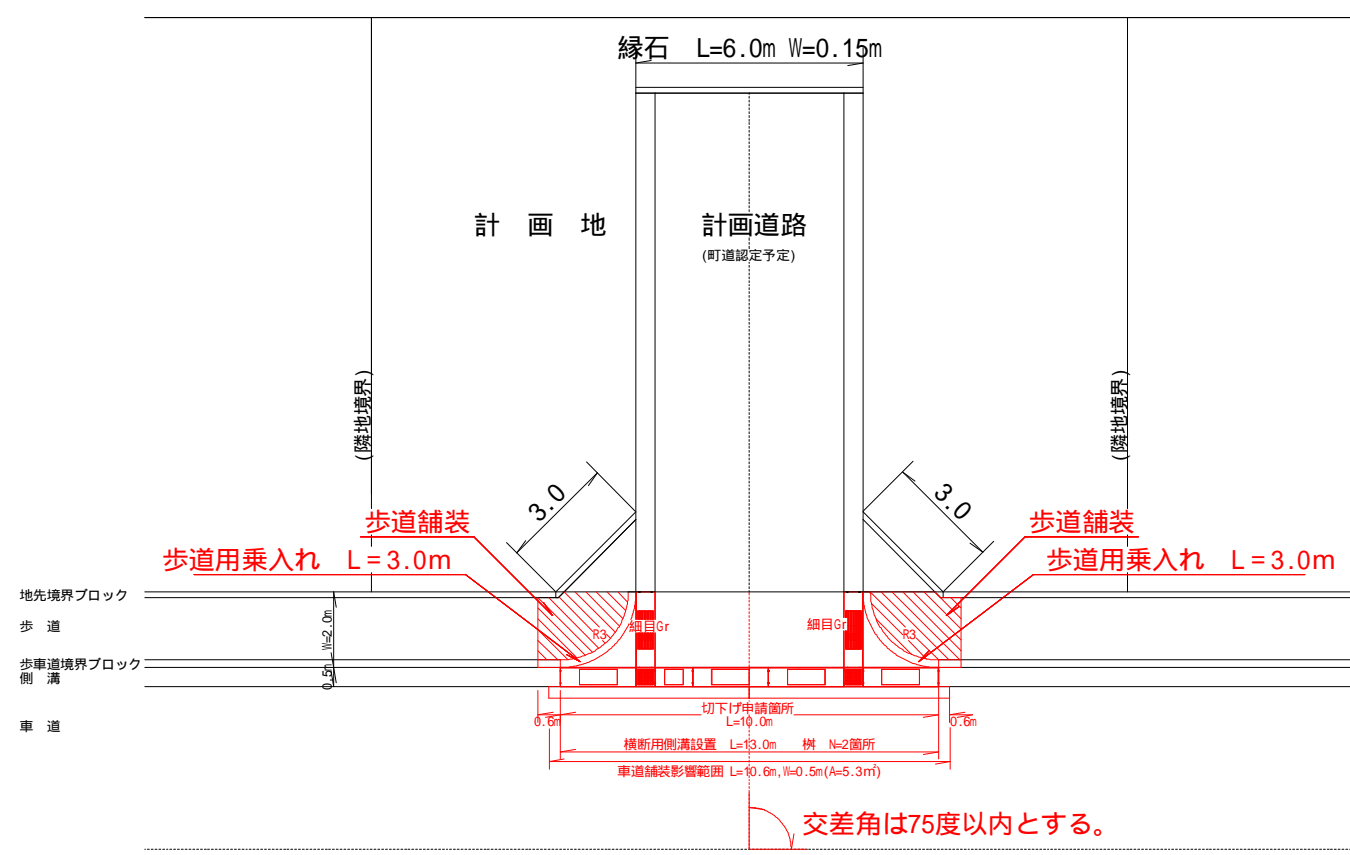 縁石 L=6.0m W=0.15m
計 画 地
計画道路
(町道認定予定)
(隣地境界)
(隣地境界)
3.0
3.0
歩道舗装
歩道舗装
歩道用乗入れ L=3.0m
歩道用乗入れ L=3.0m
地先境界ブロック
歩 道
W=2.0m
R3
細目Gr
細目Gr
R3
歩車道境界ブロック
側 溝
0.5m
車 道
切下げ申請箇所
0.6m
L=10.0m
0.6m
横断用側溝設置 L=13.0m 桝 N=2箇所
車道舗装影響範囲 L=10.6m,W=0.5m(A=5.3㎡)
交差角は75度以内とする。